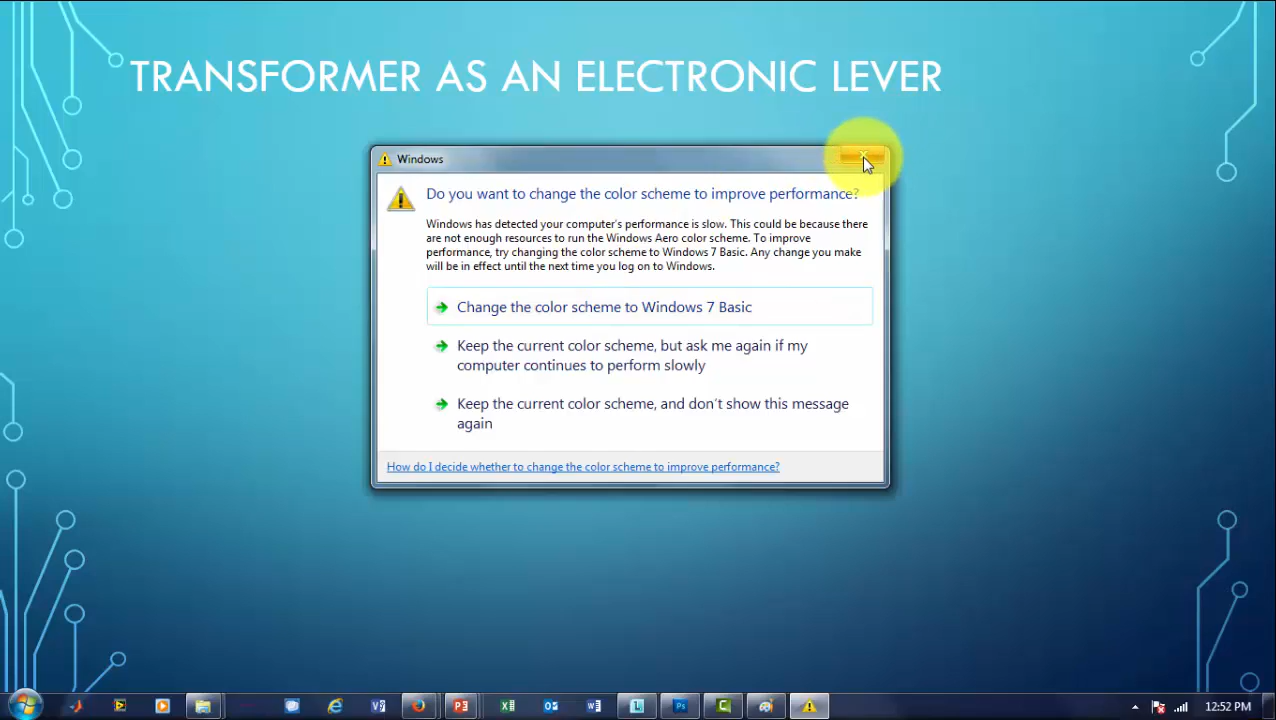 TRANSFORMER AS AN ELECTRONIC LEVER
Windows
Do you want to change the color scheme to improve performance?
Windows has detected your computer's performance is slow. This could be because there
are not enough resources to run the Windows Aero color scheme. To improve
performance, try changing the color scheme to Windows 7 Basic. Any change you make
will be in effect until the next time you log on to Windows.
Change the color scheme to Windows 7 Basic
Keep the current color scheme, but ask me again if my
computer continues to perform slowly
Keep the current color scheme, and don't show this message
again
How do I decide whether to change the color scheme to improve performance?
12:52 PM